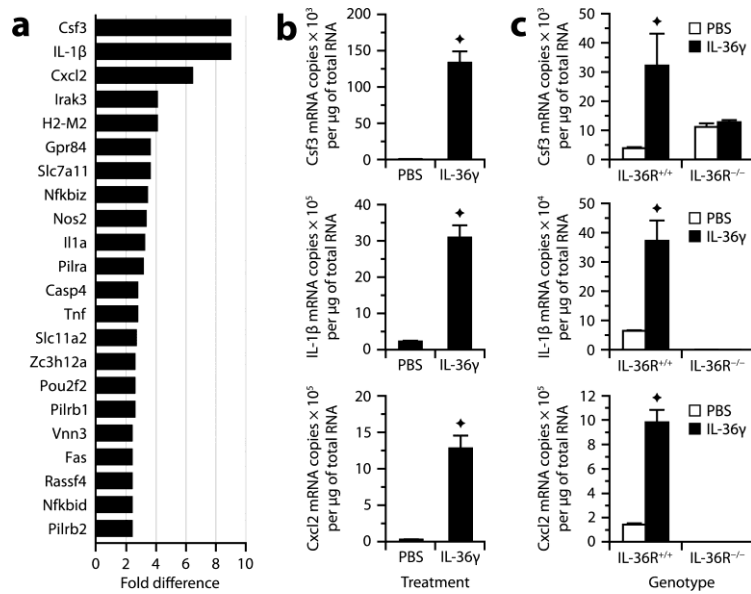 a
Csf3
IL-1β
Cxcl2
Irak3
H2-M2
Gpr84
Slc7a11
Nfkbiz
Nos2
Il1a
Pilra
Casp4
Tnf
Slc11a2
Zc3h12a
Pou2f2
Pilrb1
Vnn3
Fas
Rassf4
Nfkbid
Pilrb2
0 2 4 6 8 10
Fold difference
b
Csf3 mRNA copies × 10³
per µg of total RNA
200
150
100
50
0
PBS IL-36γ
✦
IL-1β mRNA copies × 10⁵
per µg of total RNA
40
30
20
10
0
PBS IL-36γ
✦
Cxcl2 mRNA copies × 10⁵
per µg of total RNA
20
15
10
5
0
PBS IL-36γ
✦
Treatment
c
Csf3 mRNA copies × 10³
per µg of total RNA
50
40
30
20
10
0
✦
PBS
IL-36γ
IL-36R⁺/⁺ IL-36R⁻/⁻
IL-1β mRNA copies × 10⁴
per µg of total RNA
50
40
30
20
10
0
✦
PBS
IL-36γ
IL-36R⁺/⁺ IL-36R⁻/⁻
Cxcl2 mRNA copies × 10⁵
per µg of total RNA
12
10
8
6
4
2
0
✦
PBS
IL-36γ
IL-36R⁺/⁺ IL-36R⁻/⁻
Genotype